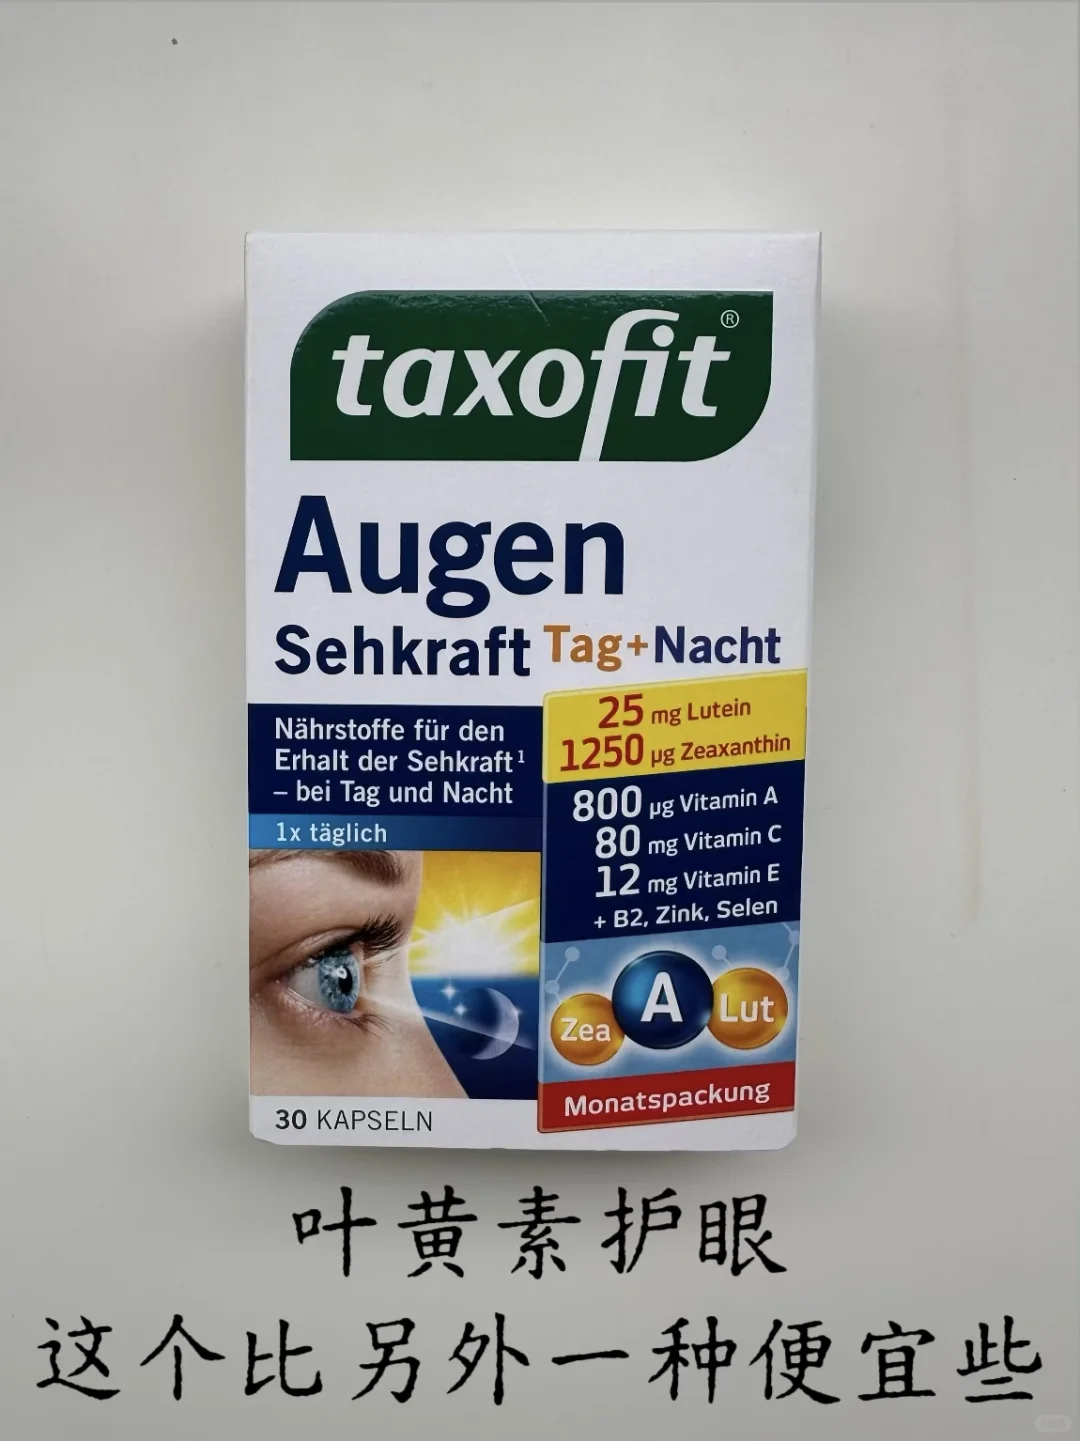 taxofit®
Augen
Sehkraft Tag+Nacht
25 mg Lutein
1250 µg Zeaxanthin
Nährstoffe für den
Erhalt der Sehkraft¹
– bei Tag und Nacht
1x täglich
800 µg Vitamin A
80 mg Vitamin C
12 mg Vitamin E
+ B2, Zink, Selen
Zea A Lut
Monatspackung
30 KAPSELN
叶黄素护眼
这个比另外一种便宜些